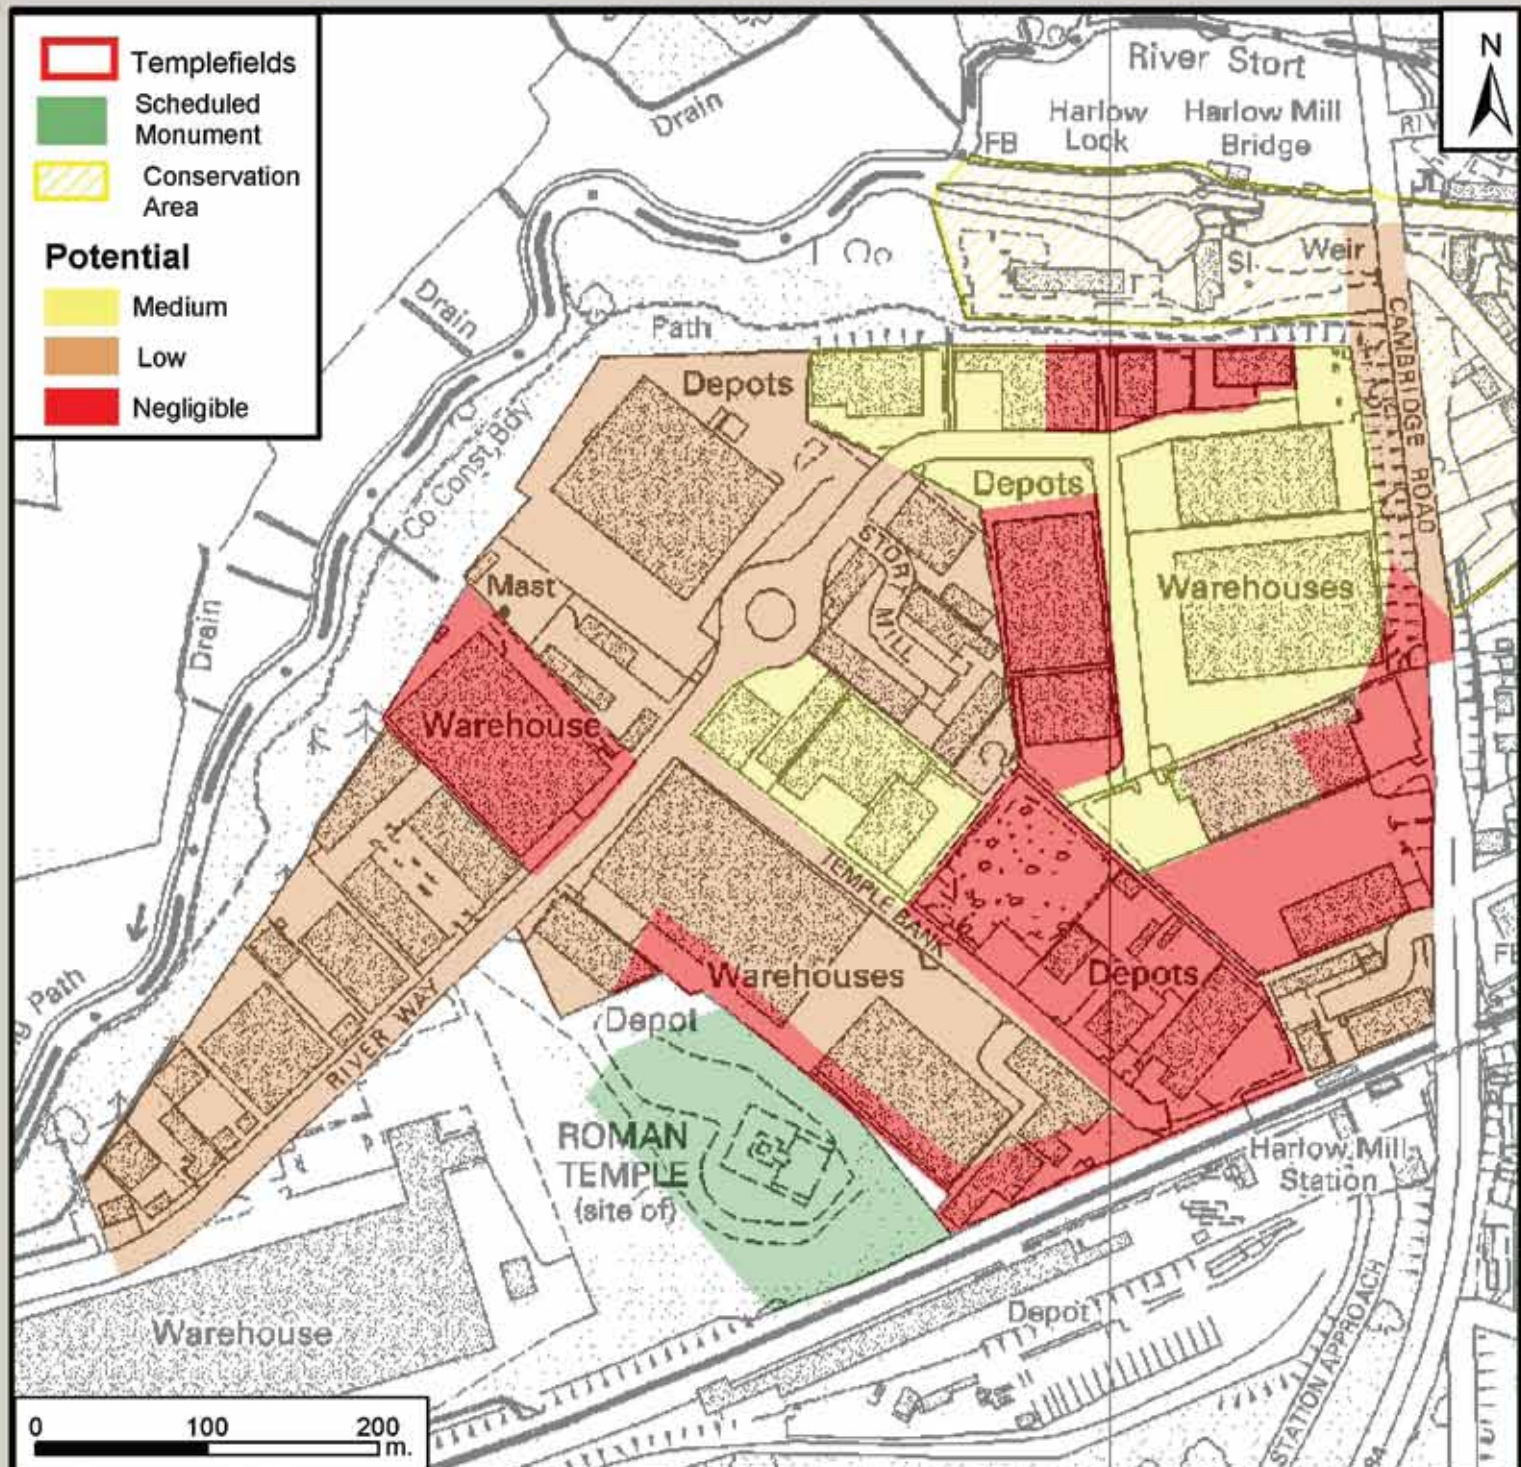 Templefields
Scheduled
Monument
Conservation
Area
Potential
Medium
Low
Negligible
N
River Stort
Drain
Harlow
Lock
Harlow Mill
Bridge
FB
Sl.
Weir
Drain
Path
CAMBRIDGE ROAD
Depots
Co Const Bdy
Depots
STORT MILL
Mast
Warehouses
Drain
Warehouse
TEMPLE BANK
Warehouses
Depots
Path
Depot
RIVER WAY
ROMAN
TEMPLE
(site of)
Harlow Mill
Station
Depot
Warehouse
STATION APPROACH
0 100 200
m.